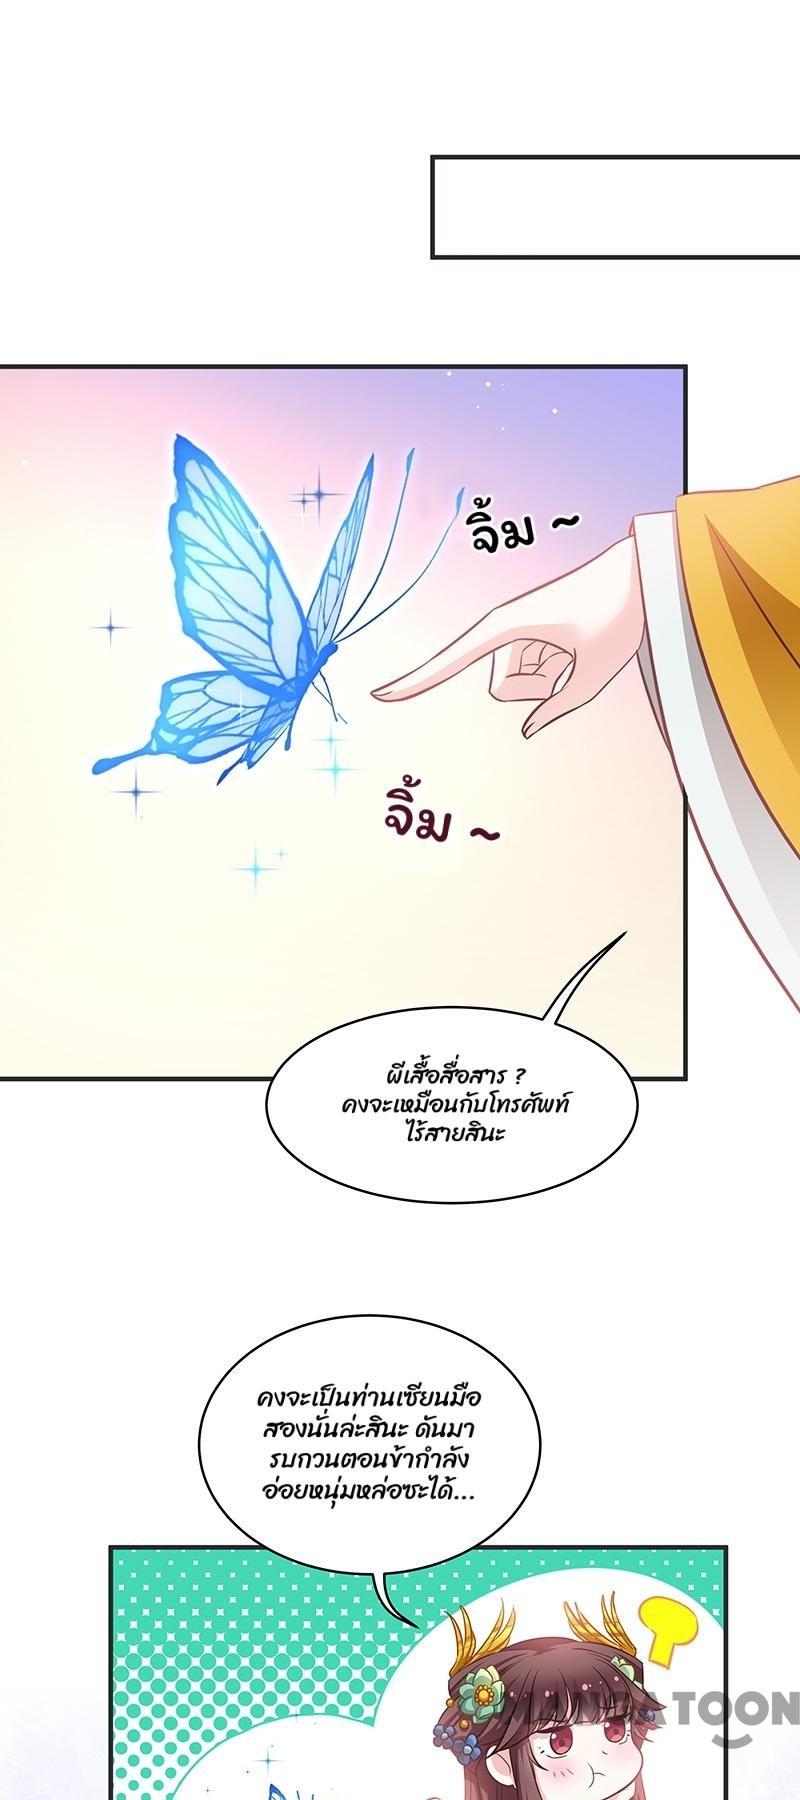 จิ้ม ~
จิ้ม ~
ผีเสื้อสื่อสาร ?
คงจะเหมือนกับโทรศัพท์
ไร้สายสินะ
คงจะเป็นท่านเซียนมือ
สองนั่นล่ะสินะ ดันมา
รบกวนตอนข้ากำลัง
อ่อยหนุ่มหล่อซะได้...
MANGATOON